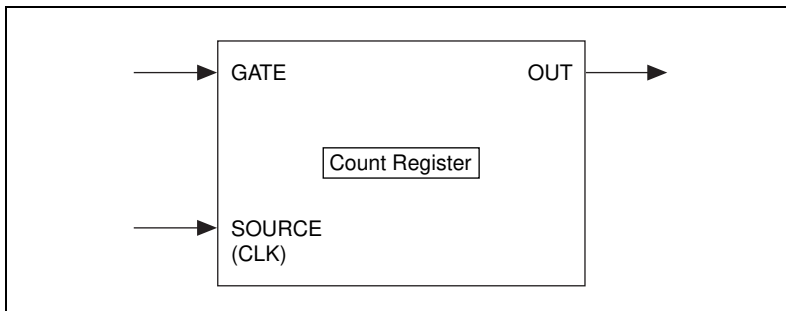 GATE
OUT
Count Register
SOURCE
(CLK)